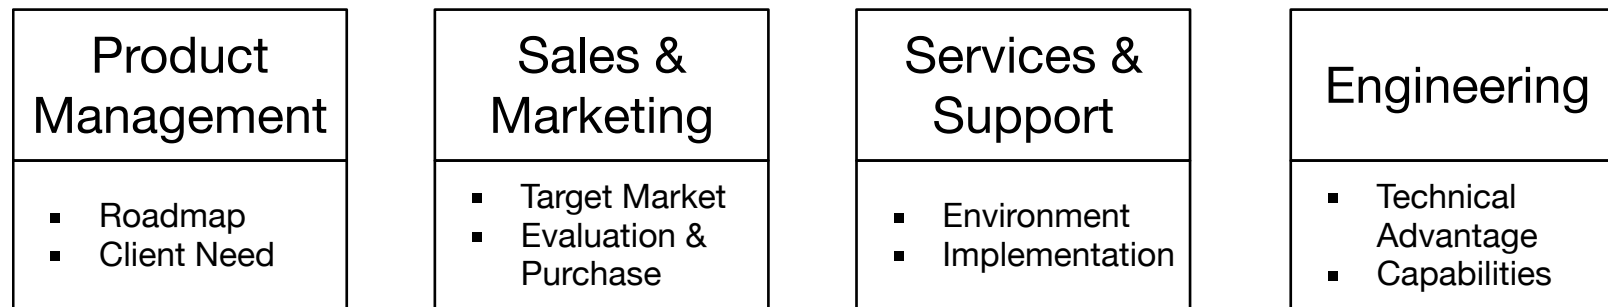 Product
Management
▪ Roadmap
▪ Client Need
Sales &
Marketing
▪ Target Market
▪ Evaluation &
Purchase
Services &
Support
▪ Environment
▪ Implementation
Engineering
▪ Technical
Advantage
▪ Capabilities